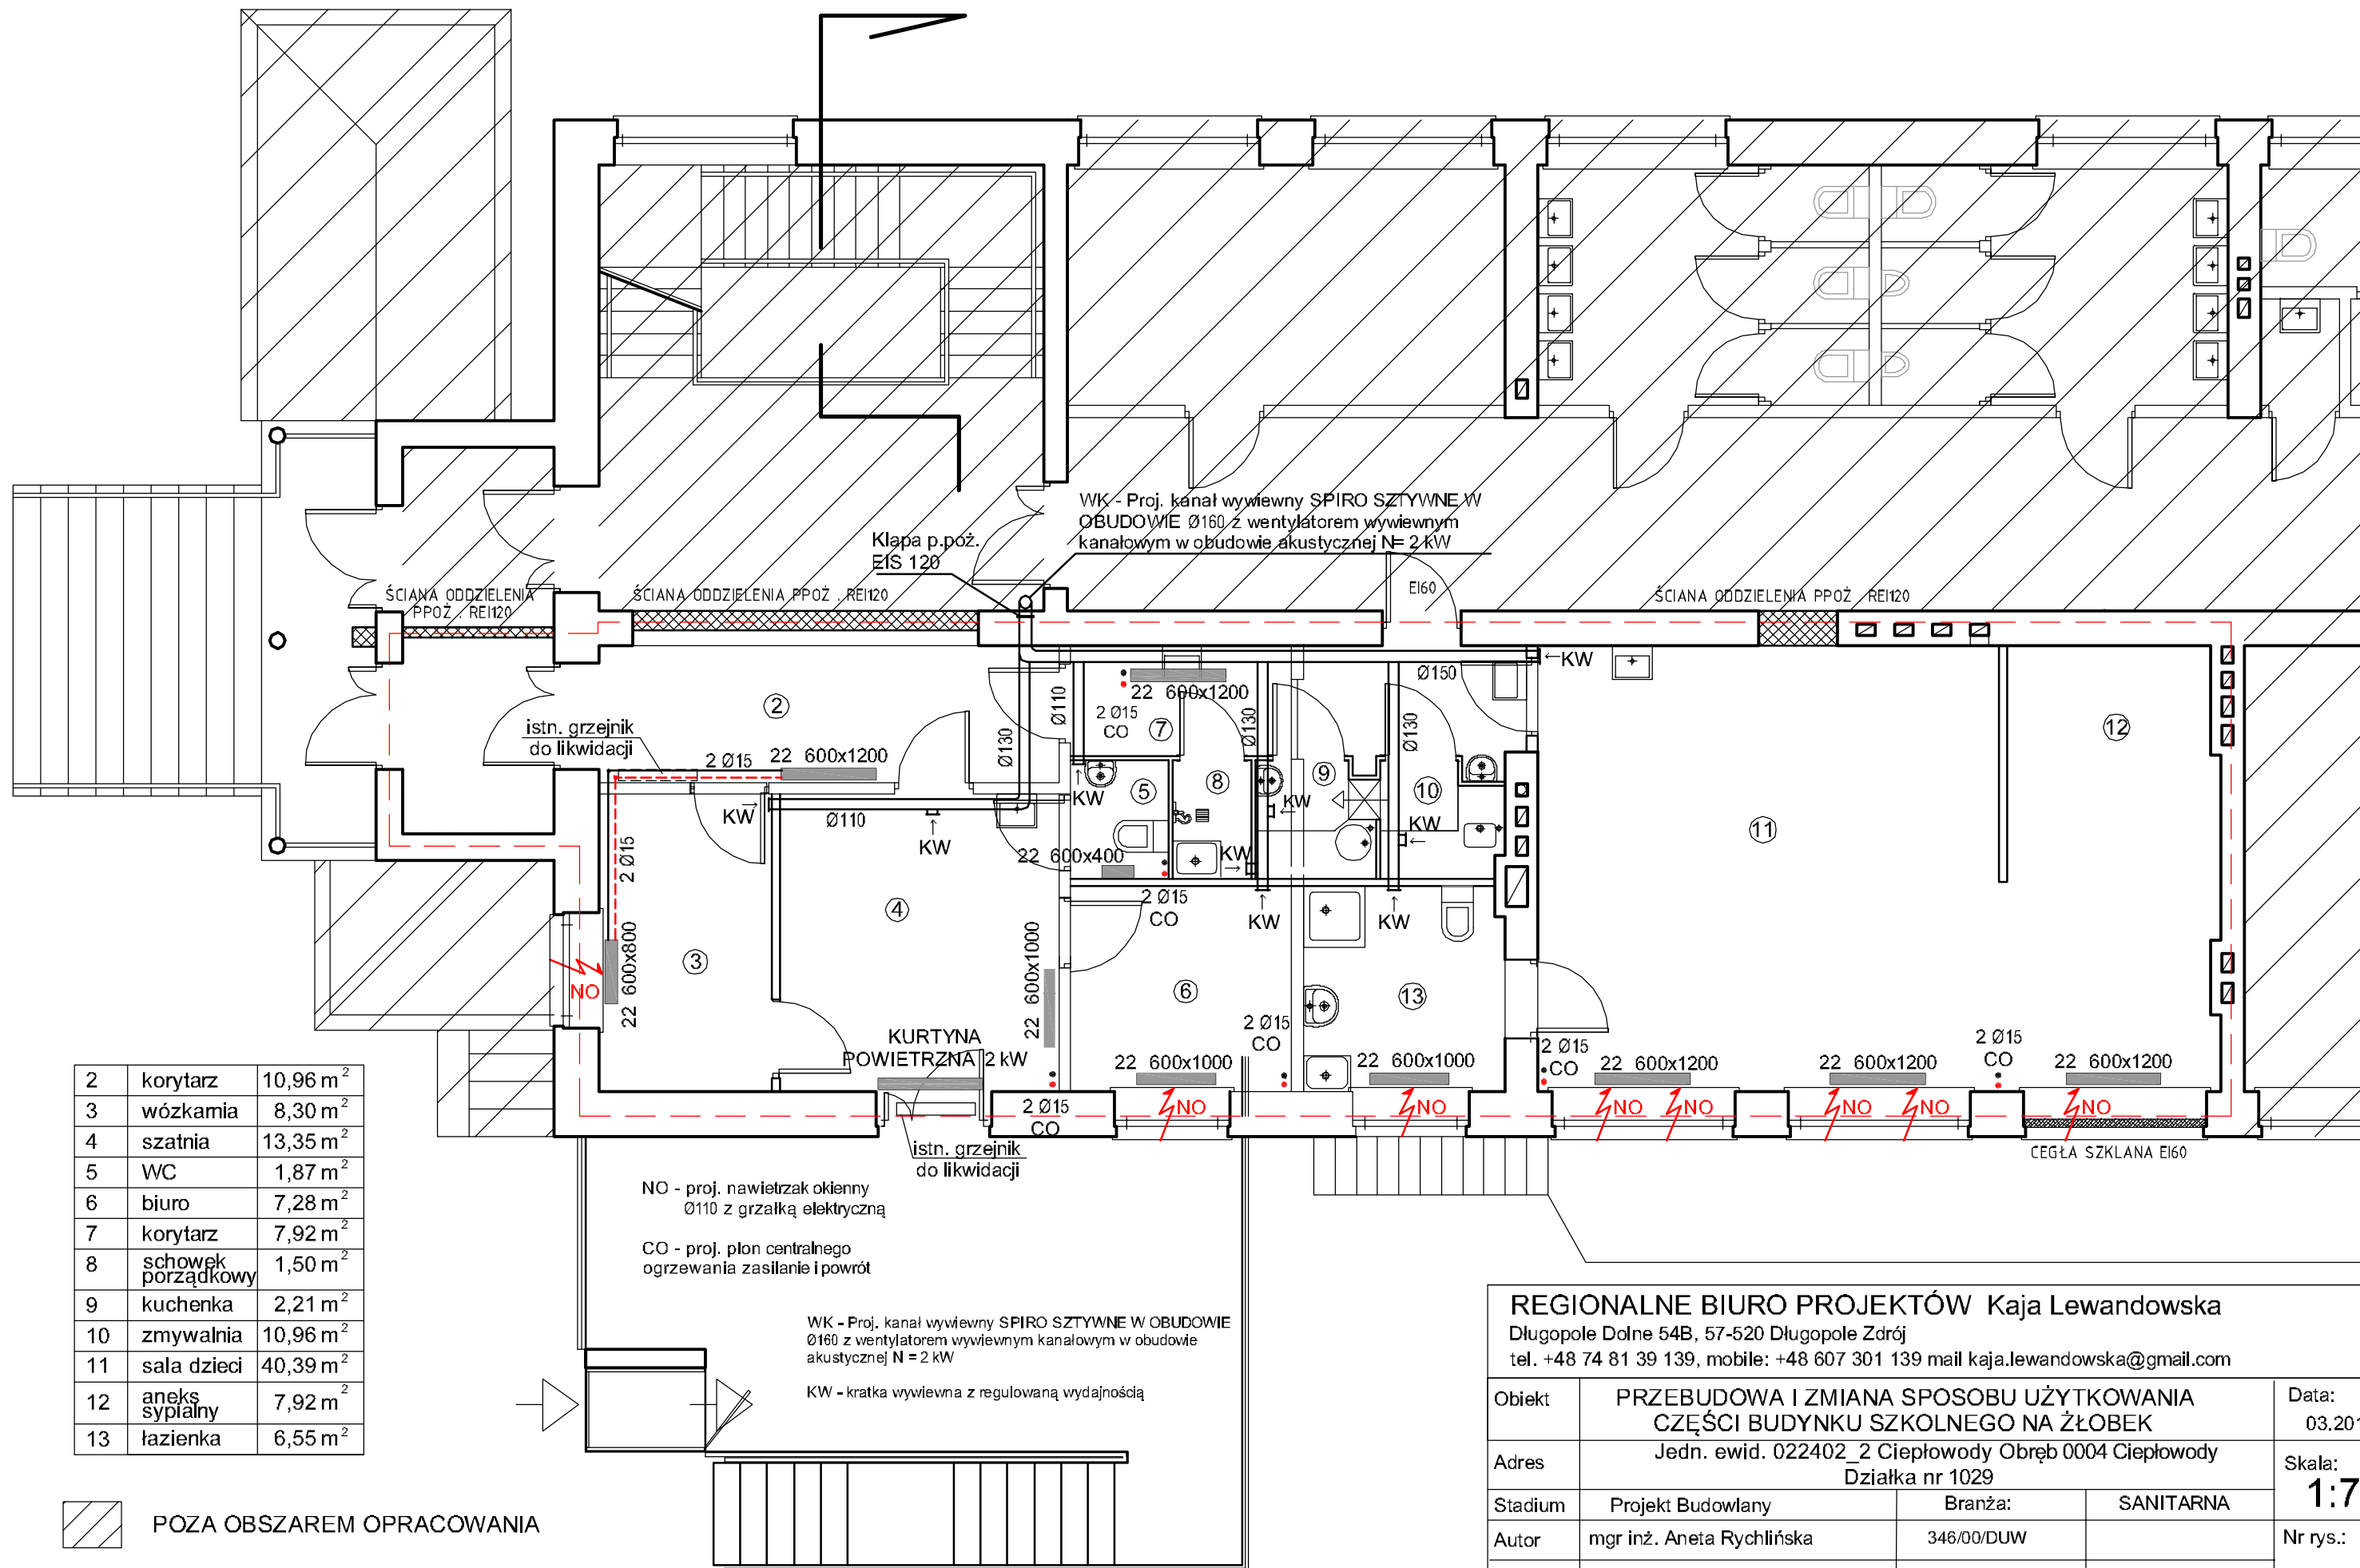 WK - Proj. kanał wywiewny SPIRO SZTYWNE W
OBUDOWIE Ø160 z wentylatorem wywiewnym
kanałowym w obudowie akustycznej N= 2 kW
Klapa p.poż.
EIS 120
EI60
ŚCIANA ODDZIELENIA
PPOŻ . REI120
ŚCIANA ODDZIELENIA PPOŻ . REI120
ŚCIANA ODDZIELENIA PPOŻ . REI120
←KW
Ø150
22 600x1200
2 Ø15
CO
7
Ø110
Ø130
Ø130
Ø130
2
12
istn. grzejnik
do likwidacji
2 Ø15
22 600x1200
KW
Ø110
KW
KW
5
8
9
KW
10
KW
11
22 600x400
KW
2 Ø15
2 Ø15
CO
KW
KW
4
3
22 600x800
NO
22 600x1000
6
13
KURTYNA
POWIETRZNA 2 kW
2 Ø15
CO
22 600x1000
22 600x1000
2 Ø15
CO
22 600x1200
22 600x1200
2 Ø15
CO
22 600x1200
2 Ø15
CO
NO
NO
NO
NO
NO
NO
NO
istn. grzejnik
do likwidacji
CEGŁA SZKLANA EI60
2 korytarz 10,96 m²
3 wózkarnia 8,30 m²
4 szatnia 13,35 m²
5 WC 1,87 m²
6 biuro 7,28 m²
7 korytarz 7,92 m²
8 schowek porządkowy 1,50 m²
9 kuchenka 2,21 m²
10 zmywalnia 10,96 m²
11 sala dzieci 40,39 m²
12 aneks sypialny 7,92 m²
13 łazienka 6,55 m²
POZA OBSZAREM OPRACOWANIA
NO - proj. nawietrzak okienny
Ø110 z grzałką elektryczną
CO - proj. pion centralnego
ogrzewania zasilanie i powrót
WK - Proj. kanał wywiewny SPIRO SZTYWNE W OBUDOWIE
Ø160 z wentylatorem wywiewnym kanałowym w obudowie
akustycznej N = 2 kW
KW - kratka wywiewna z regulowaną wydajnością
REGIONALNE BIURO PROJEKTÓW Kaja Lewandowska
Długopole Dolne 54B, 57-520 Długopole Zdrój
tel. +48 74 81 39 139, mobile: +48 607 301 139 mail kaja.lewandowska@gmail.com
Obiekt PRZEBUDOWA I ZMIANA SPOSOBU UŻYTKOWANIA
CZĘŚCI BUDYNKU SZKOLNEGO NA ŻŁOBEK
Data:
03.201
Adres Jedn. ewid. 022402_2 Ciepłowody Obręb 0004 Ciepłowody
Działka nr 1029
Skala:
1:7
Stadium Projekt Budowlany Branża: SANITARNA
Autor mgr inż. Aneta Rychlińska 346/00/DUW
Nr rys.: